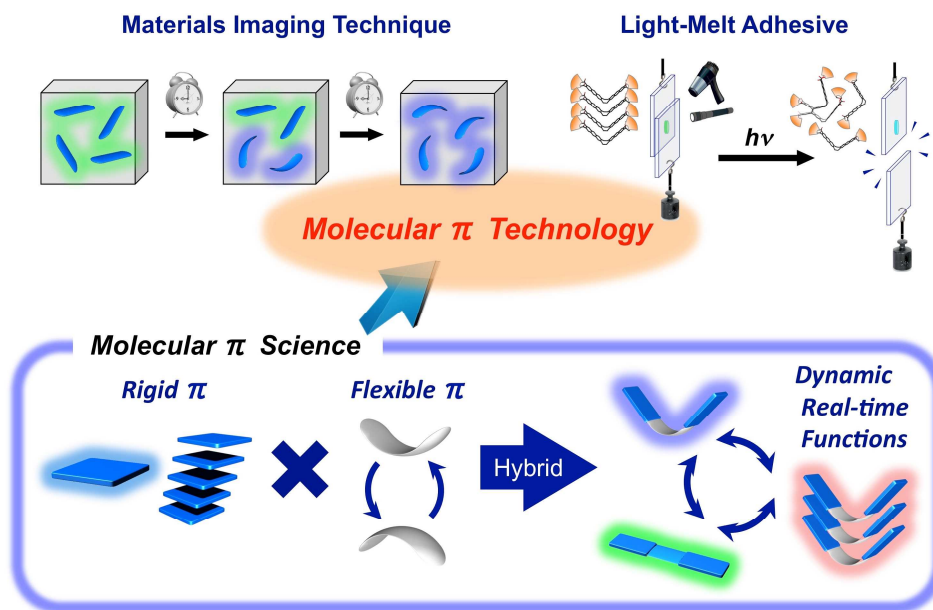 Materials Imaging Technique
Light-Melt Adhesive
hν
Molecular π Technology
Molecular π Science
Rigid π
Flexible π
Hybrid
Dynamic
Real-time
Functions